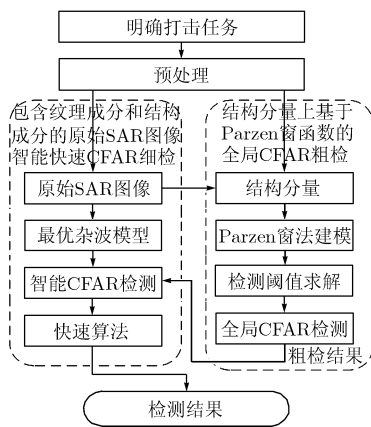 明确打击任务
预处理
包含纹理成分和结构
成分的原始SAR图像
智能快速CFAR细检
原始SAR图像
最优杂波模型
智能CFAR检测
快速算法
结构分量上基于
Parzen窗函数的
全局CFAR粗检
结构分量
Parzen窗法建模
检测阈值求解
全局CFAR检测
粗检结果
检测结果